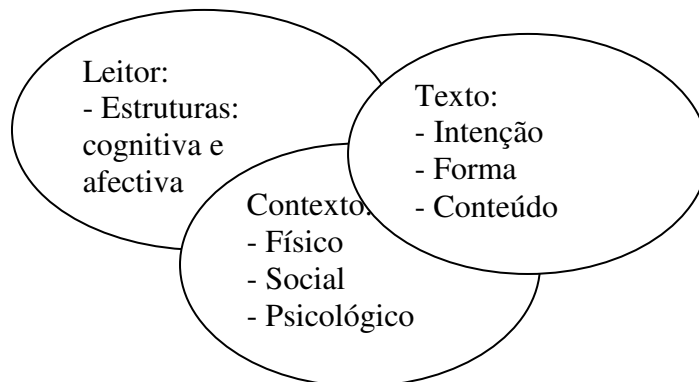 Leitor:
- Estruturas:
cognitiva e
afectiva
Texto:
- Intenção
- Forma
- Conteúdo
Contexto:
- Físico
- Social
- Psicológico